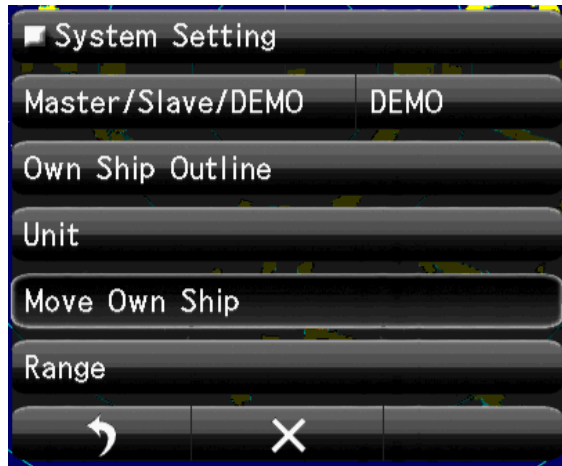 System Setting
Master/Slave/DEMO DEMO
Own Ship Outline
Unit
Move Own Ship
Range